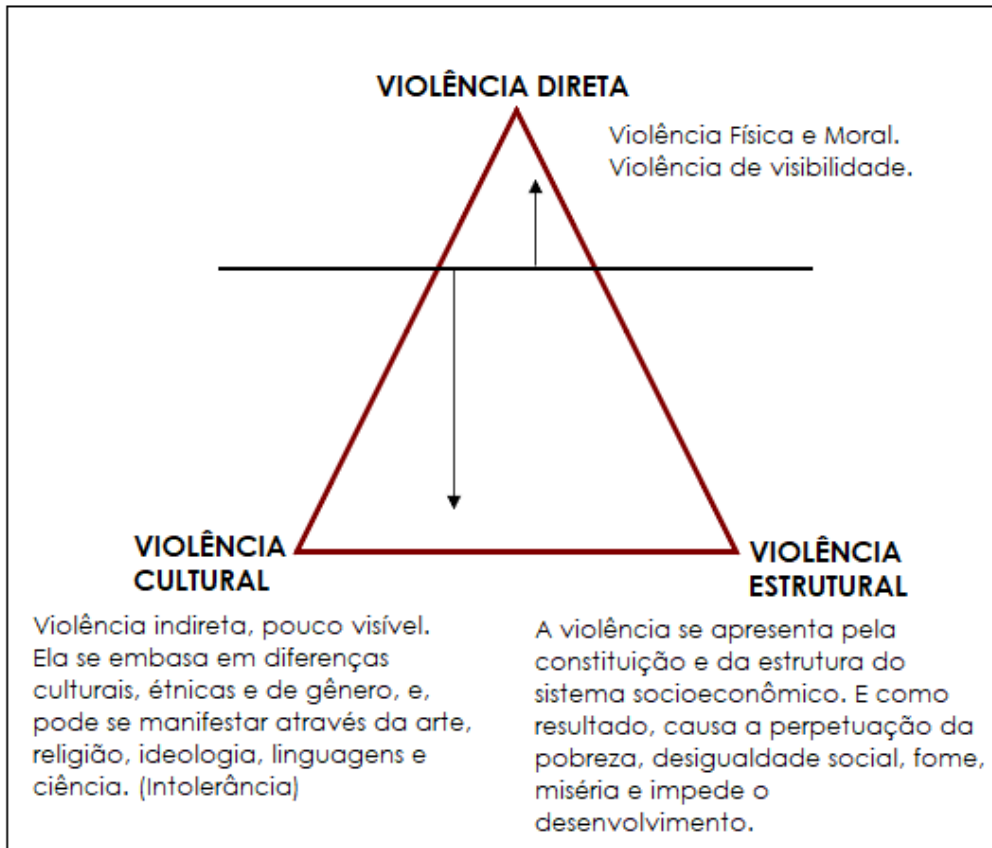 VIOLÊNCIA DIRETA
Violência Física e Moral.
Violência de visibilidade.
VIOLÊNCIA
CULTURAL
Violência indireta, pouco visível.
Ela se embasa em diferenças
culturais, étnicas e de gênero, e,
pode se manifestar através da arte,
religião, ideologia, linguagens e
ciência. (Intolerância)
VIOLÊNCIA
ESTRUTURAL
A violência se apresenta pela
constituição e da estrutura do
sistema socioeconômico. E como
resultado, causa a perpetuação da
pobreza, desigualdade social, fome,
miséria e impede o
desenvolvimento.